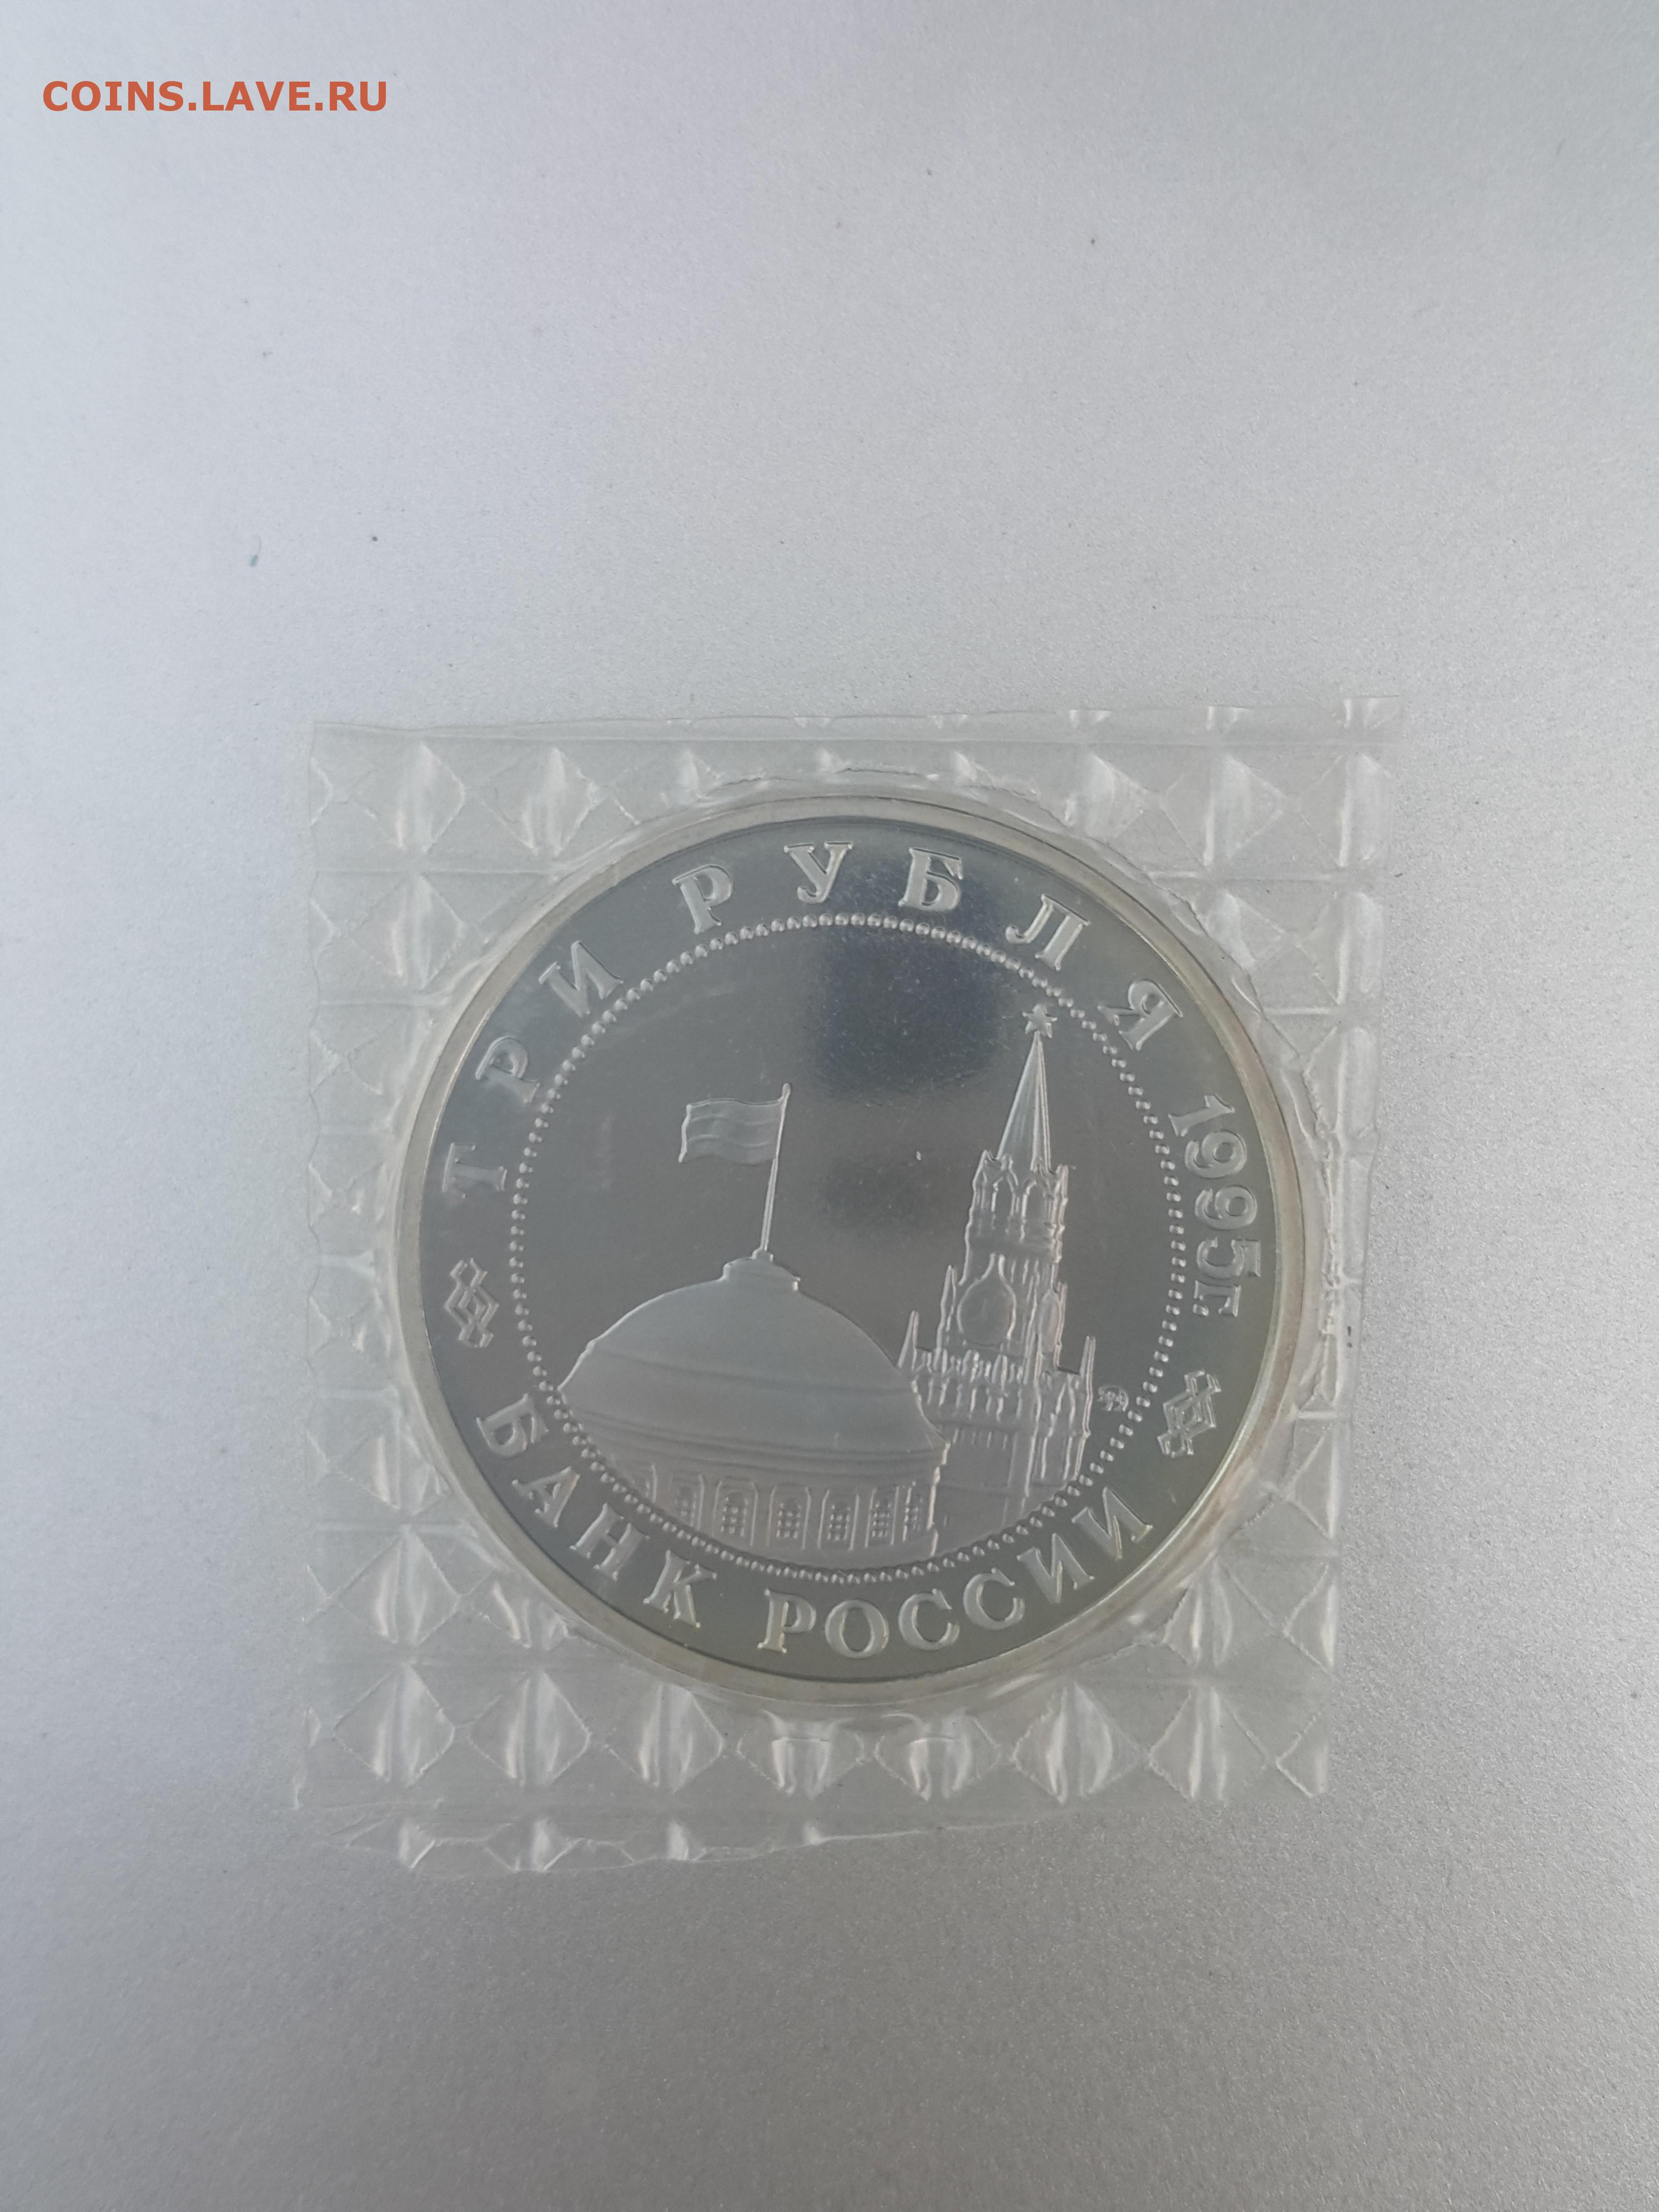 COINS.LAVE.RU
ТРИ РУБЛЯ 1995г.
БАНК РОССИИ